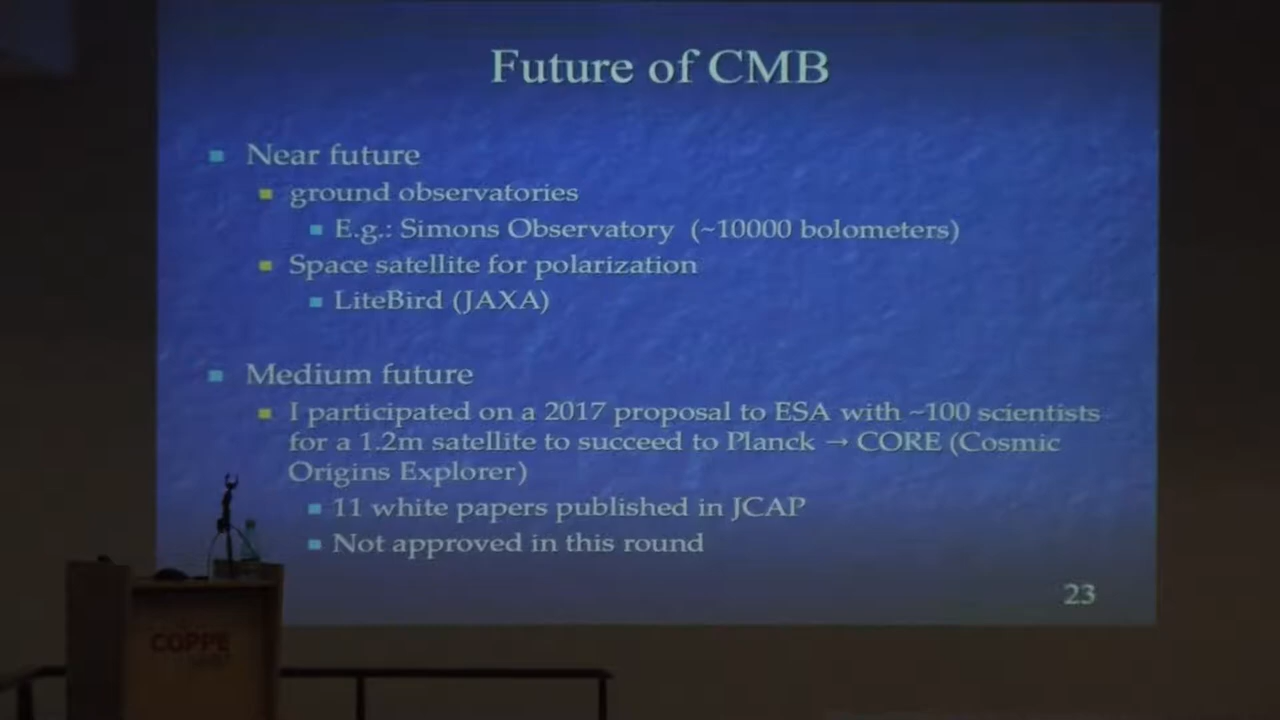 Future of CMB
Near future
ground observatories
E.g.: Simons Observatory (~10000 bolometers)
Space satellite for polarization
LiteBird (JAXA)
Medium future
I participated on a 2017 proposal to ESA with ~100 scientists
for a 1.2m satellite to succeed to Planck → CORE (Cosmic
Origins Explorer)
11 white papers published in JCAP
Not approved in this round
23
COPPE